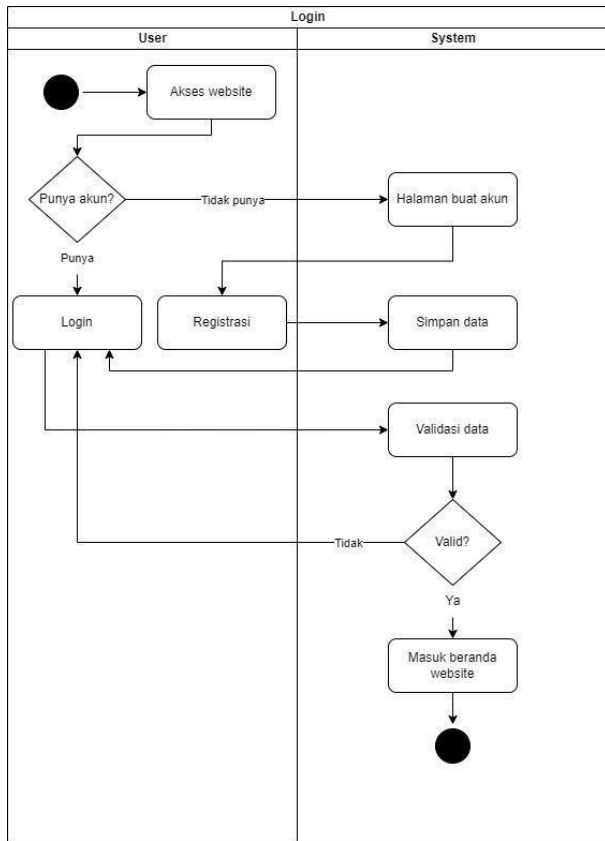 Login
User
System
Akses website
Punya akun?
Tidak punya
Halaman buat akun
Punya
Login
Registrasi
Simpan data
Validasi data
Tidak
Valid?
Ya
Masuk beranda
website